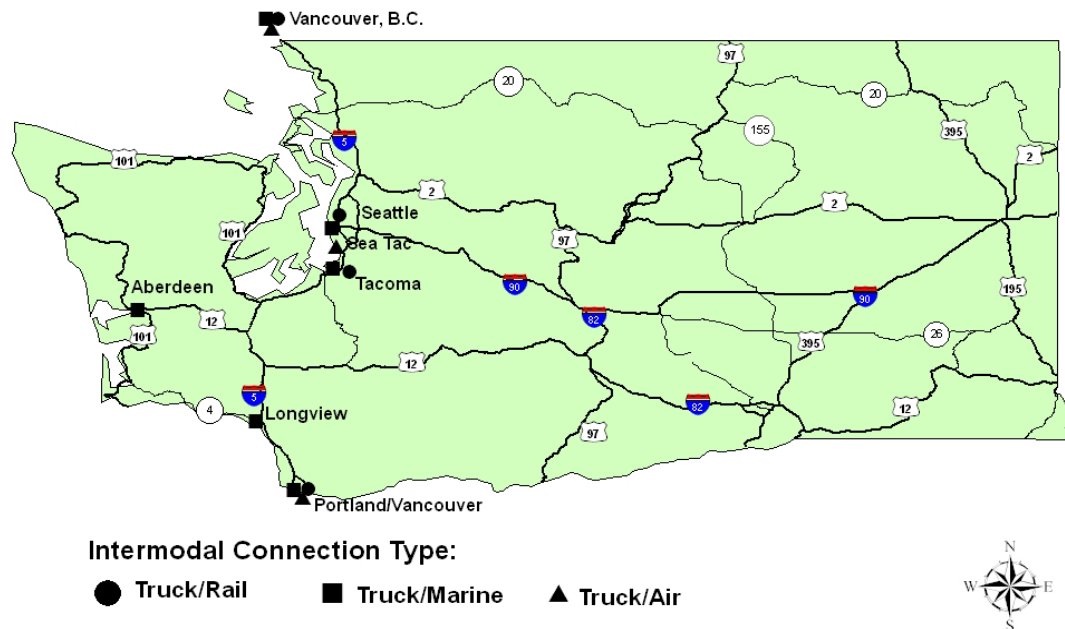 Vancouver, B.C.
97
20
20
5
155
395
101
2
2
101
Seattle
2
97
Sea Tac
Tacoma
90
Aberdeen
90
195
82
12
101
395
26
12
5
82
4
Longview
12
97
Portland/Vancouver
Intermodal Connection Type:
Truck/Rail
Truck/Marine
Truck/Air
N
W
E
S